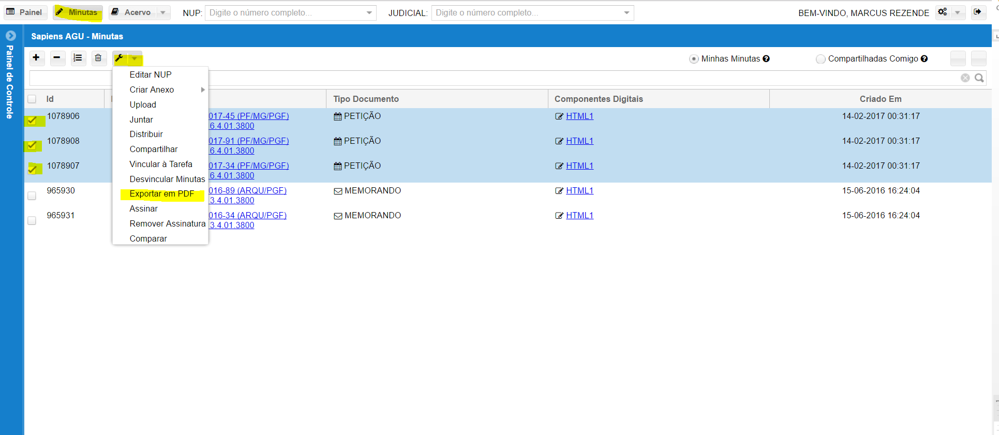 Painel Minutas Acervo NUP: Digite o número completo... JUDICIAL: Digite o número completo... BEM-VINDO, MARCUS REZENDE
Painel de Controle
Sapiens AGU - Minutas
Minhas Minutas Compartilhadas Comigo
Editar NUP
Criar Anexo
Upload
Juntar
Distribuir
Compartilhar
Vincular à Tarefa
Desvincular Minutas
Exportar em PDF
Assinar
Remover Assinatura
Comparar
Id Tipo Documento Componentes Digitais Criado Em
1078906 017-45 (PF/MG/PGF) PETIÇÃO HTML1 14-02-2017 00:31:17
6.4.01.3800
1078908 017-91 (PF/MG/PGF) PETIÇÃO HTML1 14-02-2017 00:31:17
6.4.01.3800
1078907 017-34 (PF/MG/PGF) PETIÇÃO HTML1 14-02-2017 00:31:17
6.4.01.3800
965930 016-89 (ARQU/PGF) MEMORANDO HTML1 15-06-2016 16:24:04
3.4.01.3800
965931 016-34 (ARQU/PGF) MEMORANDO HTML1 15-06-2016 16:24:04
3.4.01.3800